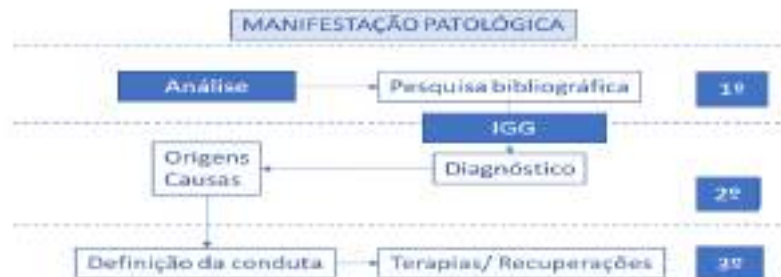 MANIFESTAÇÃO PATOLÓGICA
Análise
Pesquisa bibliográfica
1º
IGG
Origens
Causas
Diagnóstico
2º
Definição da conduta
Terapias/ Recuperações
3º